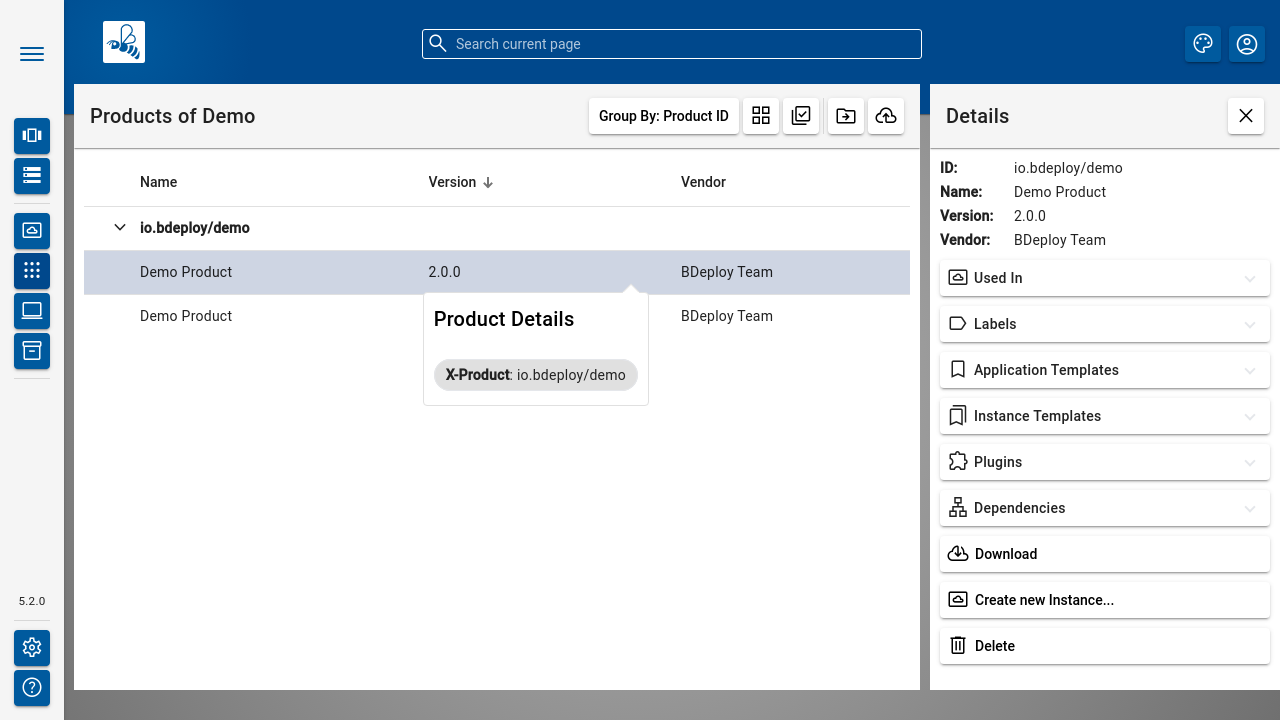 Search current page
Products of Demo
Group By: Product ID
Name Version Vendor
io.bdeploy/demo
Demo Product 2.0.0 BDeploy Team
Demo Product BDeploy Team
Product Details
X-Product: io.bdeploy/demo
Details
ID: io.bdeploy/demo
Name: Demo Product
Version: 2.0.0
Vendor: BDeploy Team
Used In
Labels
Application Templates
Instance Templates
Plugins
Dependencies
Download
Create new Instance...
Delete
5.2.0